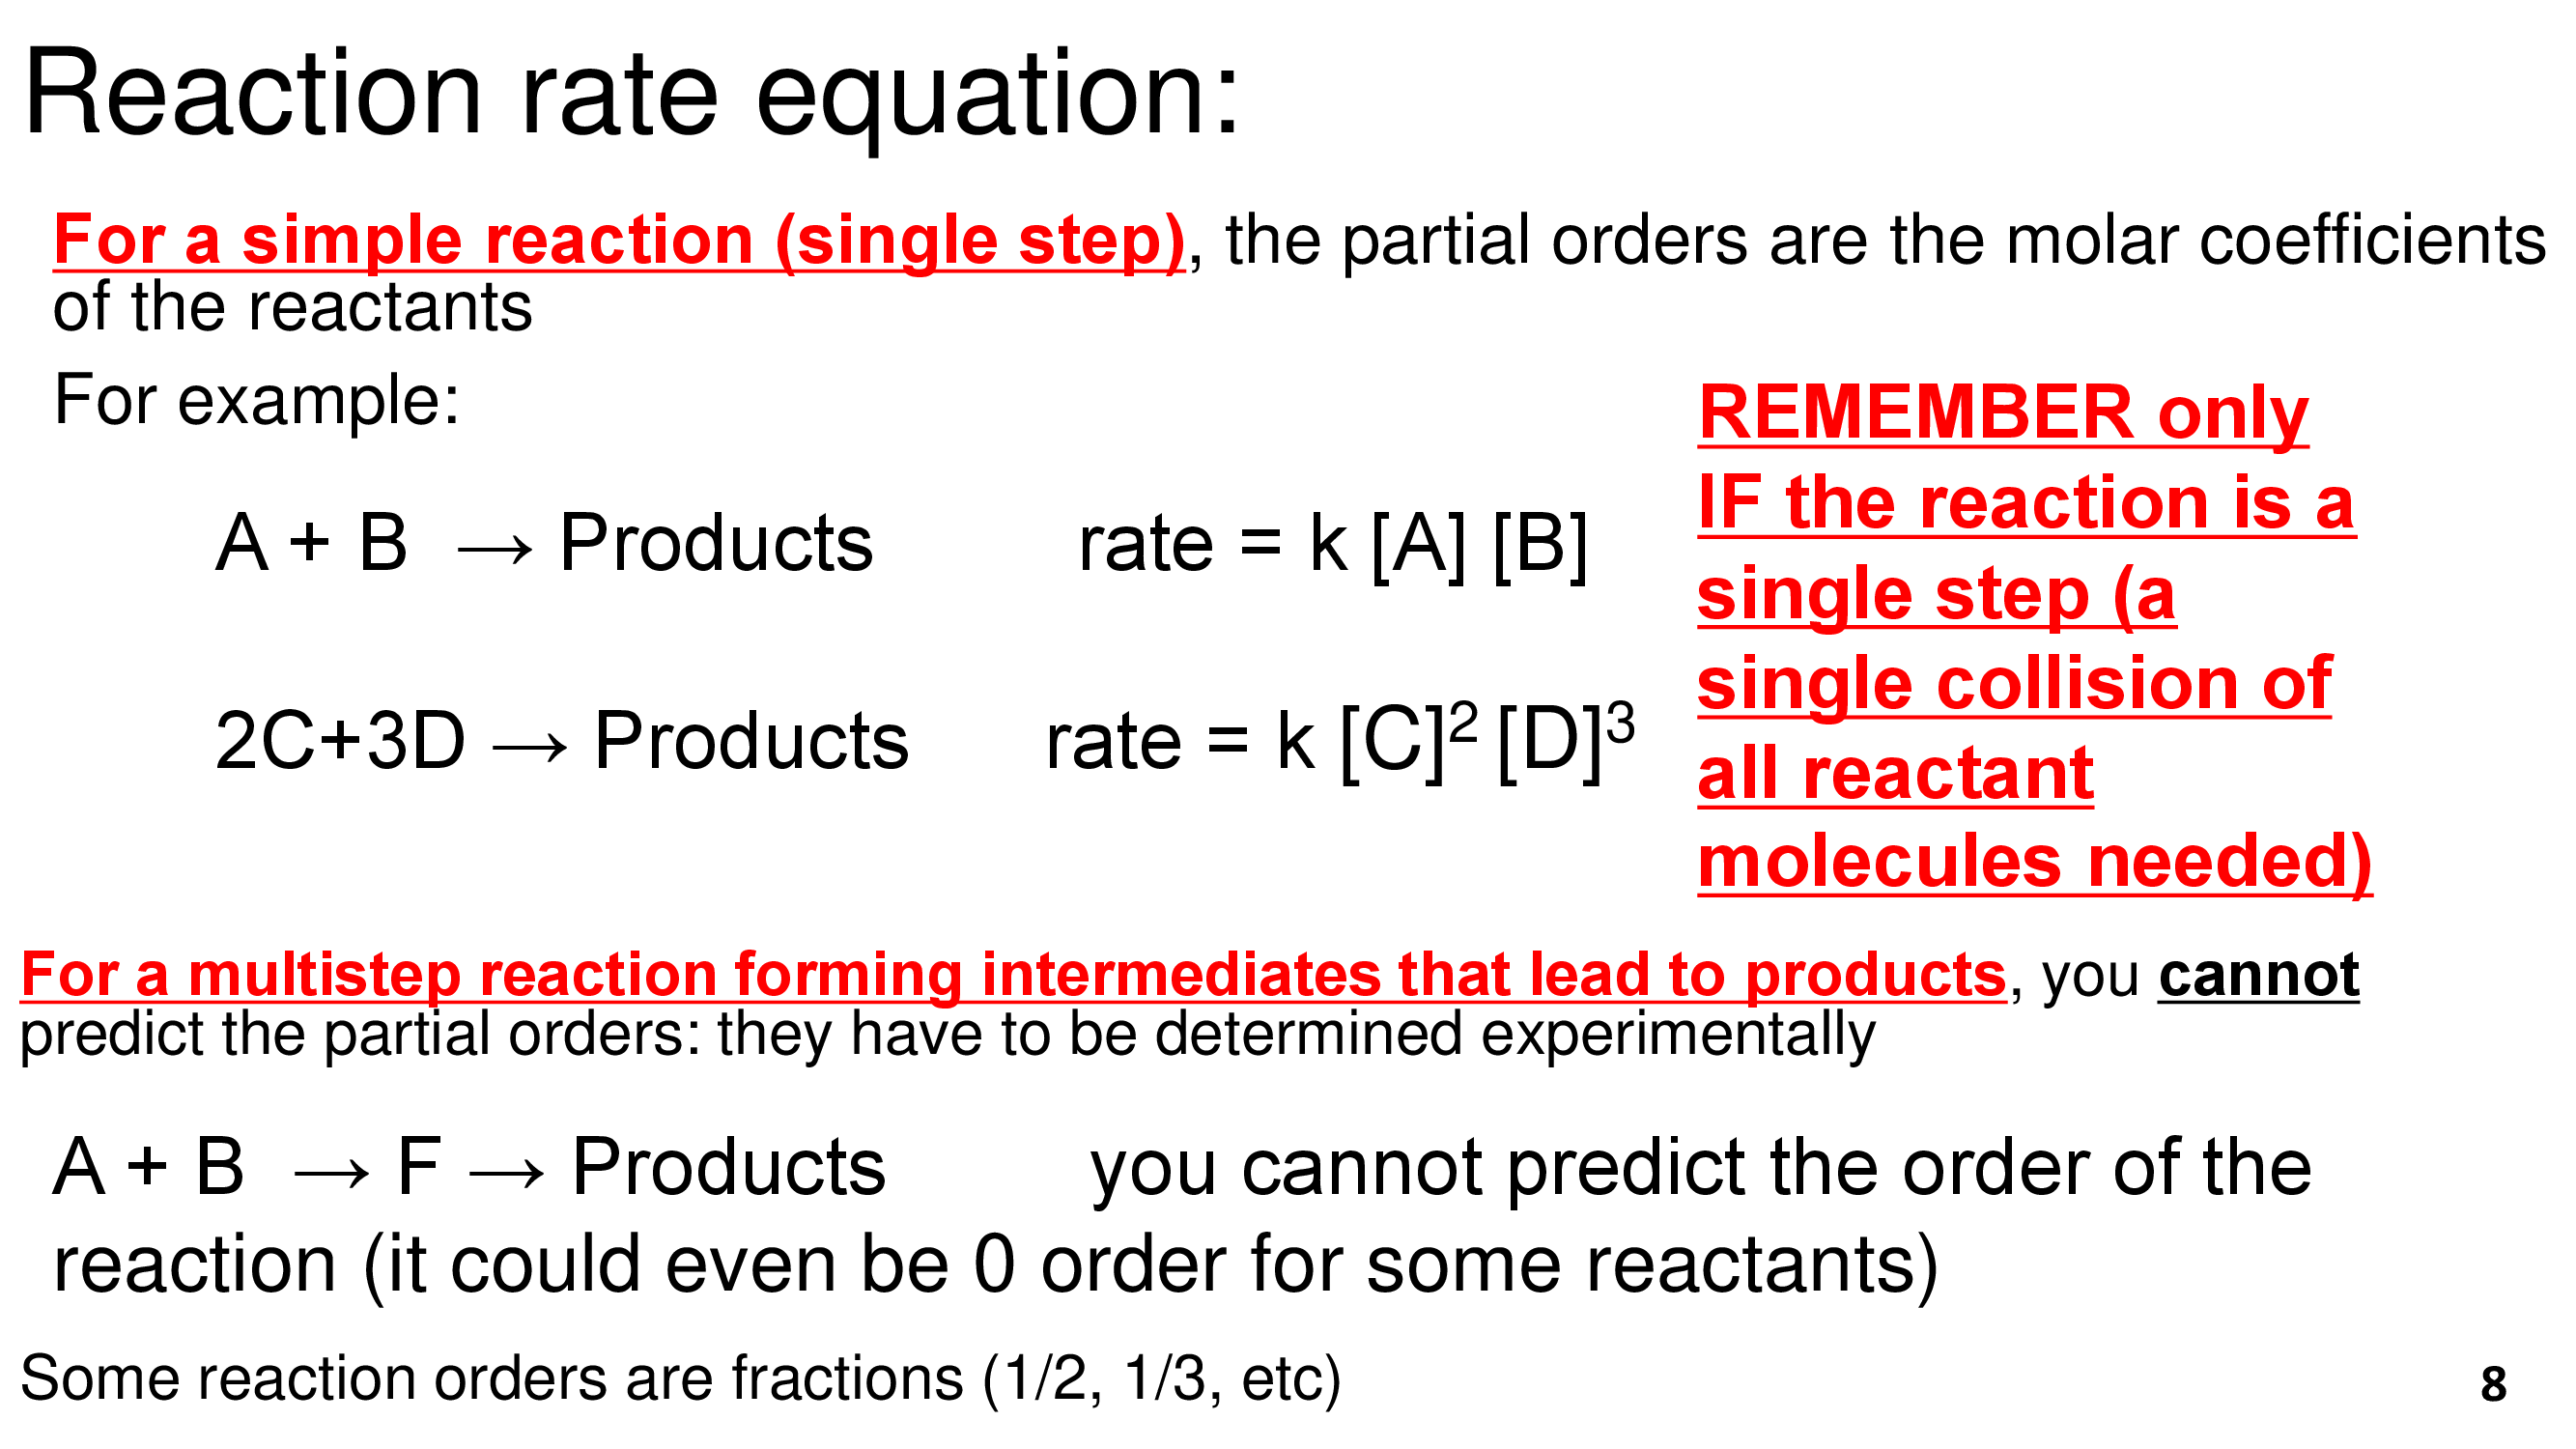 Reaction rate equation:
For a simple reaction (single step), the partial orders are the molar coefficients
of the reactants
For example:
A + B → Products rate = k [A] [B]
2C+3D → Products rate = k [C]² [D]³
REMEMBER only
IF the reaction is a
single step (a
single collision of
all reactant
molecules needed)
For a multistep reaction forming intermediates that lead to products, you cannot
predict the partial orders: they have to be determined experimentally
A + B → F → Products you cannot predict the order of the
reaction (it could even be 0 order for some reactants)
Some reaction orders are fractions (1/2, 1/3, etc)
8